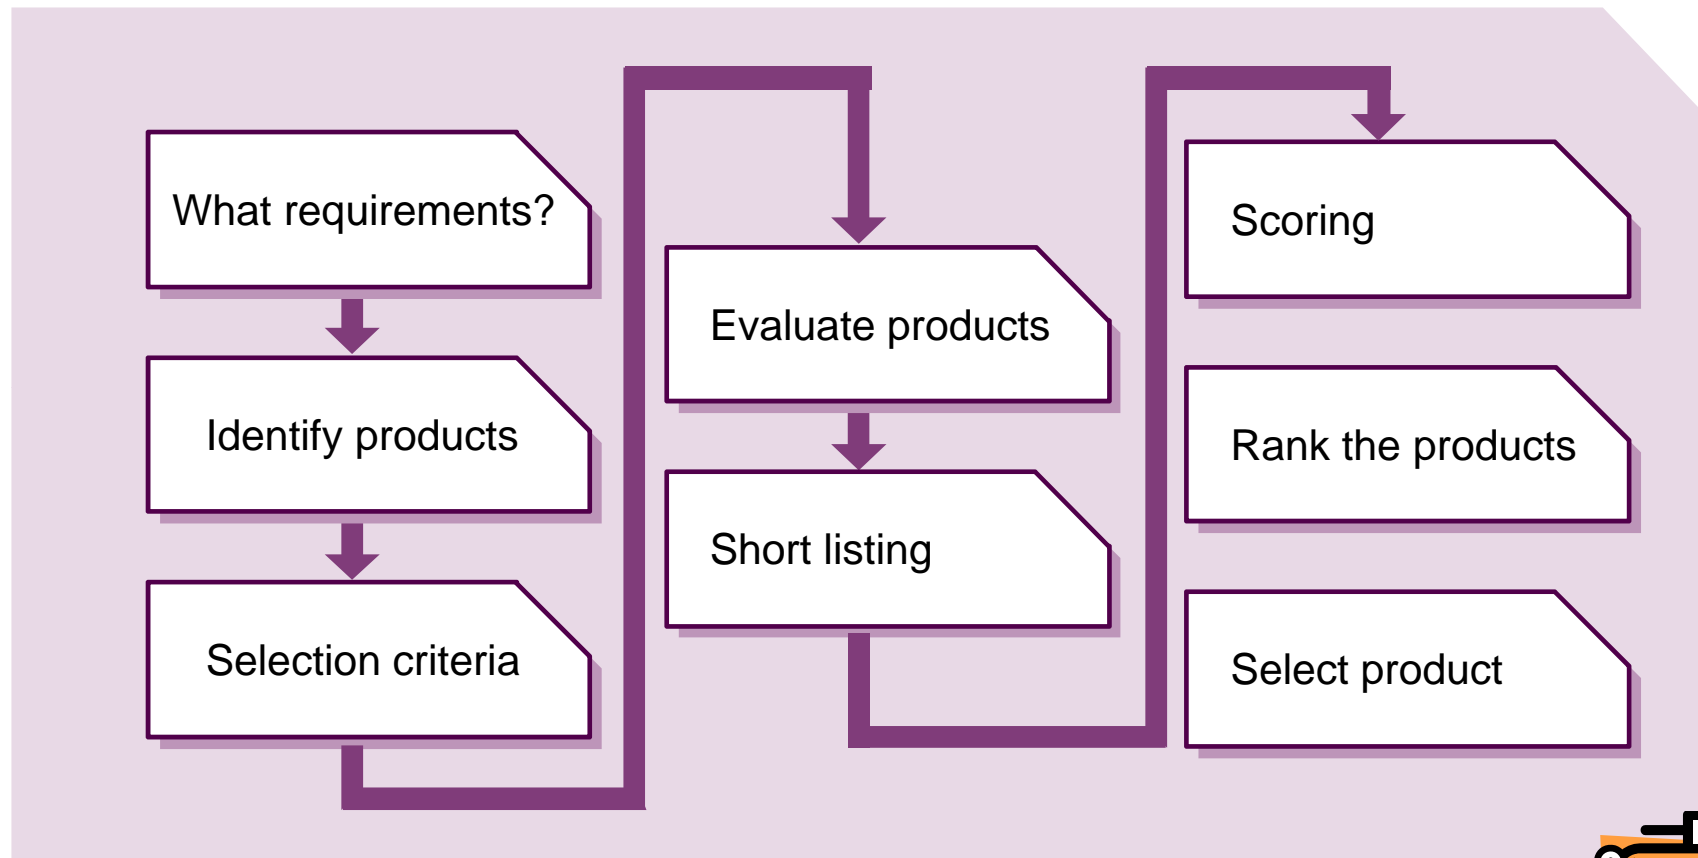 What requirements?
Identify products
Selection criteria
Evaluate products
Short listing
Scoring
Rank the products
Select product